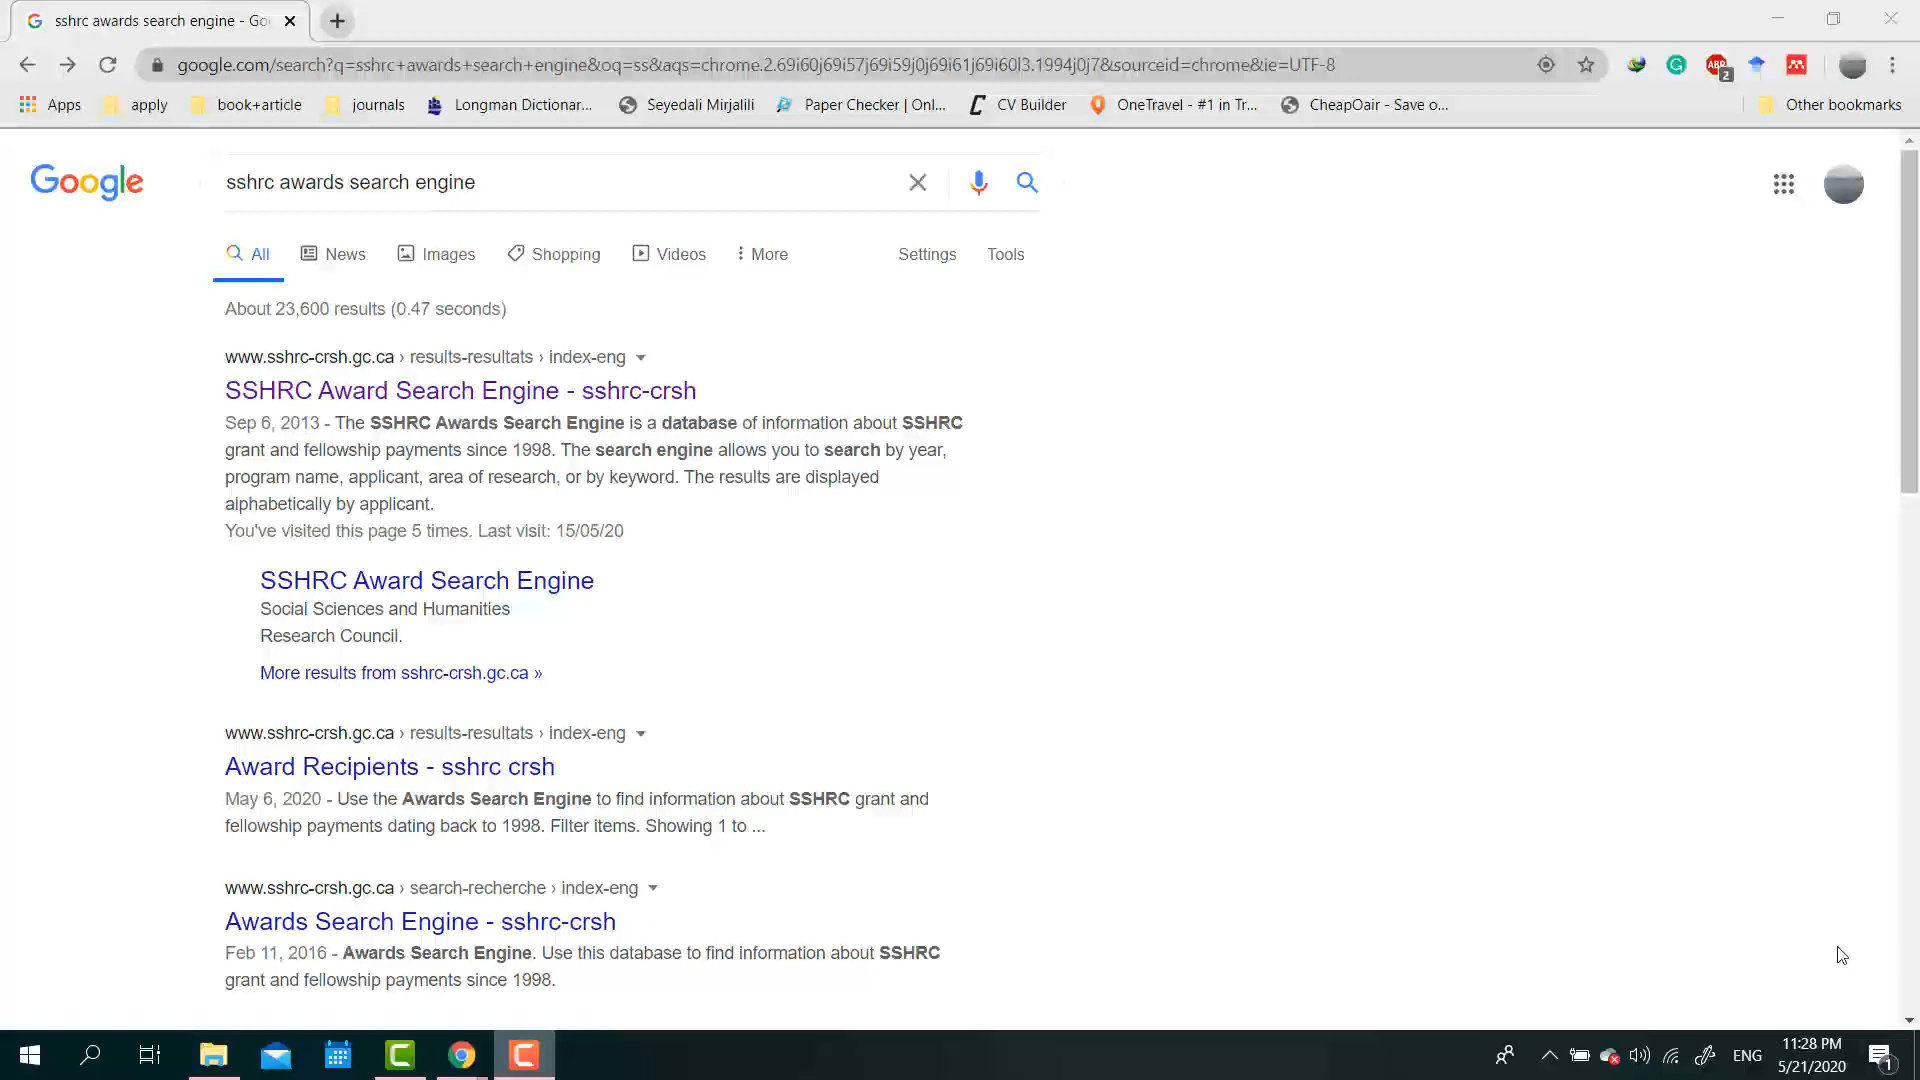 sshrc awards search engine - Goo
google.com/search?q=sshrc+awards+search+engine&oq=ss&aqs=chrome.2.69i60j69i57j69i59j0j69i61j69i60l3.1994j0j7&sourceid=chrome&ie=UTF-8
ABP
2
Apps apply book+article journals Longman Dictionar... Seyedali Mirjalili Paper Checker | Onl... CV Builder OneTravel - #1 in Tr... CheapOair - Save o... Other bookmarks
Google
sshrc awards search engine
All News Images Shopping Videos More Settings Tools
About 23,600 results (0.47 seconds)
www.sshrc-crsh.gc.ca › results-resultats › index-eng
SSHRC Award Search Engine - sshrc-crsh
Sep 6, 2013 - The SSHRC Awards Search Engine is a database of information about SSHRC
grant and fellowship payments since 1998. The search engine allows you to search by year,
program name, applicant, area of research, or by keyword. The results are displayed
alphabetically by applicant.
You've visited this page 5 times. Last visit: 15/05/20
SSHRC Award Search Engine
Social Sciences and Humanities
Research Council.
More results from sshrc-crsh.gc.ca »
www.sshrc-crsh.gc.ca › results-resultats › index-eng
Award Recipients - sshrc crsh
May 6, 2020 - Use the Awards Search Engine to find information about SSHRC grant and
fellowship payments dating back to 1998. Filter items. Showing 1 to ...
www.sshrc-crsh.gc.ca › search-recherche › index-eng
Awards Search Engine - sshrc-crsh
Feb 11, 2016 - Awards Search Engine. Use this database to find information about SSHRC
grant and fellowship payments since 1998.
ENG
11:28 PM
5/21/2020
1